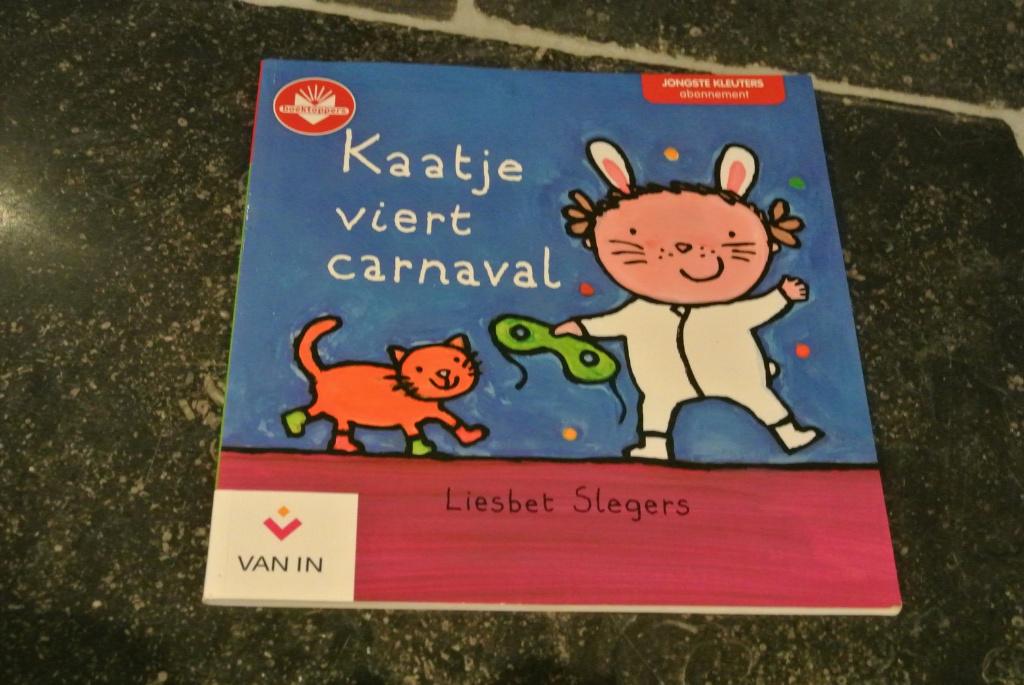 boektoppers
JONGSTE KLEUTERS
abonnement
Kaatje
viert
carnaval
Liesbet Slegers
VAN IN